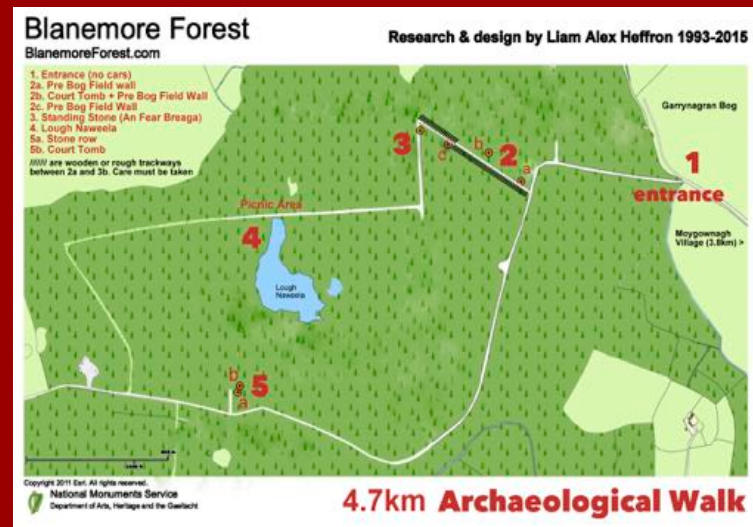 Blanemore Forest
BlanemoreForest.com
Research & design by Liam Alex Heffron 1993-2015
1. Entrance (no cars)
2a. Pre Bog Field wall
2b. Court Tomb + Pre Bog Field Wall
2c. Pre Bog Field Wall
3. Standing Stone (An Fear Breaga)
4. Lough Naweela
5a. Stone row
5b. Court Tomb
///// are wooden or rough trackways
between 2a and 3b. Care must be taken
Garrynagran Bog
3
c
b
2
a
1
entrance
Picnic Area
4
Moygownagh
Village (3.8km) >
Lough
Naweela
b
5
a
Copyright 2011 Esri. All rights reserved.
National Monuments Service
Department of Arts, Heritage and the Gaeltacht
4.7km Archaeological Walk